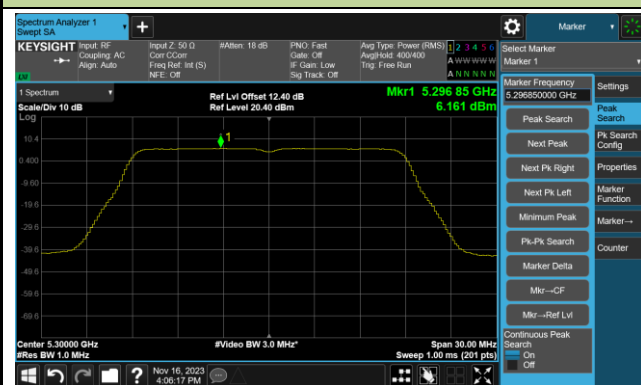 Spectrum Analyzer 1
Swept SA
+
Marker
KEYSIGHT
Input: RF
Coupling: AC
Align: Auto
Input Z: 50 Ω
Corr CCorr
Freq Ref: Int (S)
NFE: Off
#Atten: 18 dB
PNO: Fast
Gate: Off
IF Gain: Low
Sig Track: Off
Avg Type: Power (RMS)
Avg|Hold: 400/400
Trig: Free Run
1 2 3 4 5 6
A W W W W W
A N N N N N
LVI
Select Marker
Marker 1
1 Spectrum
Scale/Div 10 dB
Log
Ref Lvl Offset 12.40 dB
Ref Level 20.40 dBm
Mkr1 5.296 85 GHz
6.161 dBm
1
10.4
0.400
-9.60
-19.6
-29.6
-39.6
-49.6
-59.6
-69.6
Center 5.30000 GHz
#Res BW 1.0 MHz
#Video BW 3.0 MHz*
Span 30.00 MHz
Sweep 1.00 ms (201 pts)
Marker Frequency
5.296850000 GHz
Peak Search
Next Peak
Next Pk Right
Next Pk Left
Minimum Peak
Pk-Pk Search
Marker Delta
Mkr→CF
Mkr→Ref Lvl
Continuous Peak
Search
On
Off
Settings
Peak
Search
Pk Search
Config
Properties
Marker
Function
Marker→
Counter
?
Nov 16, 2023
4:06:17 PM